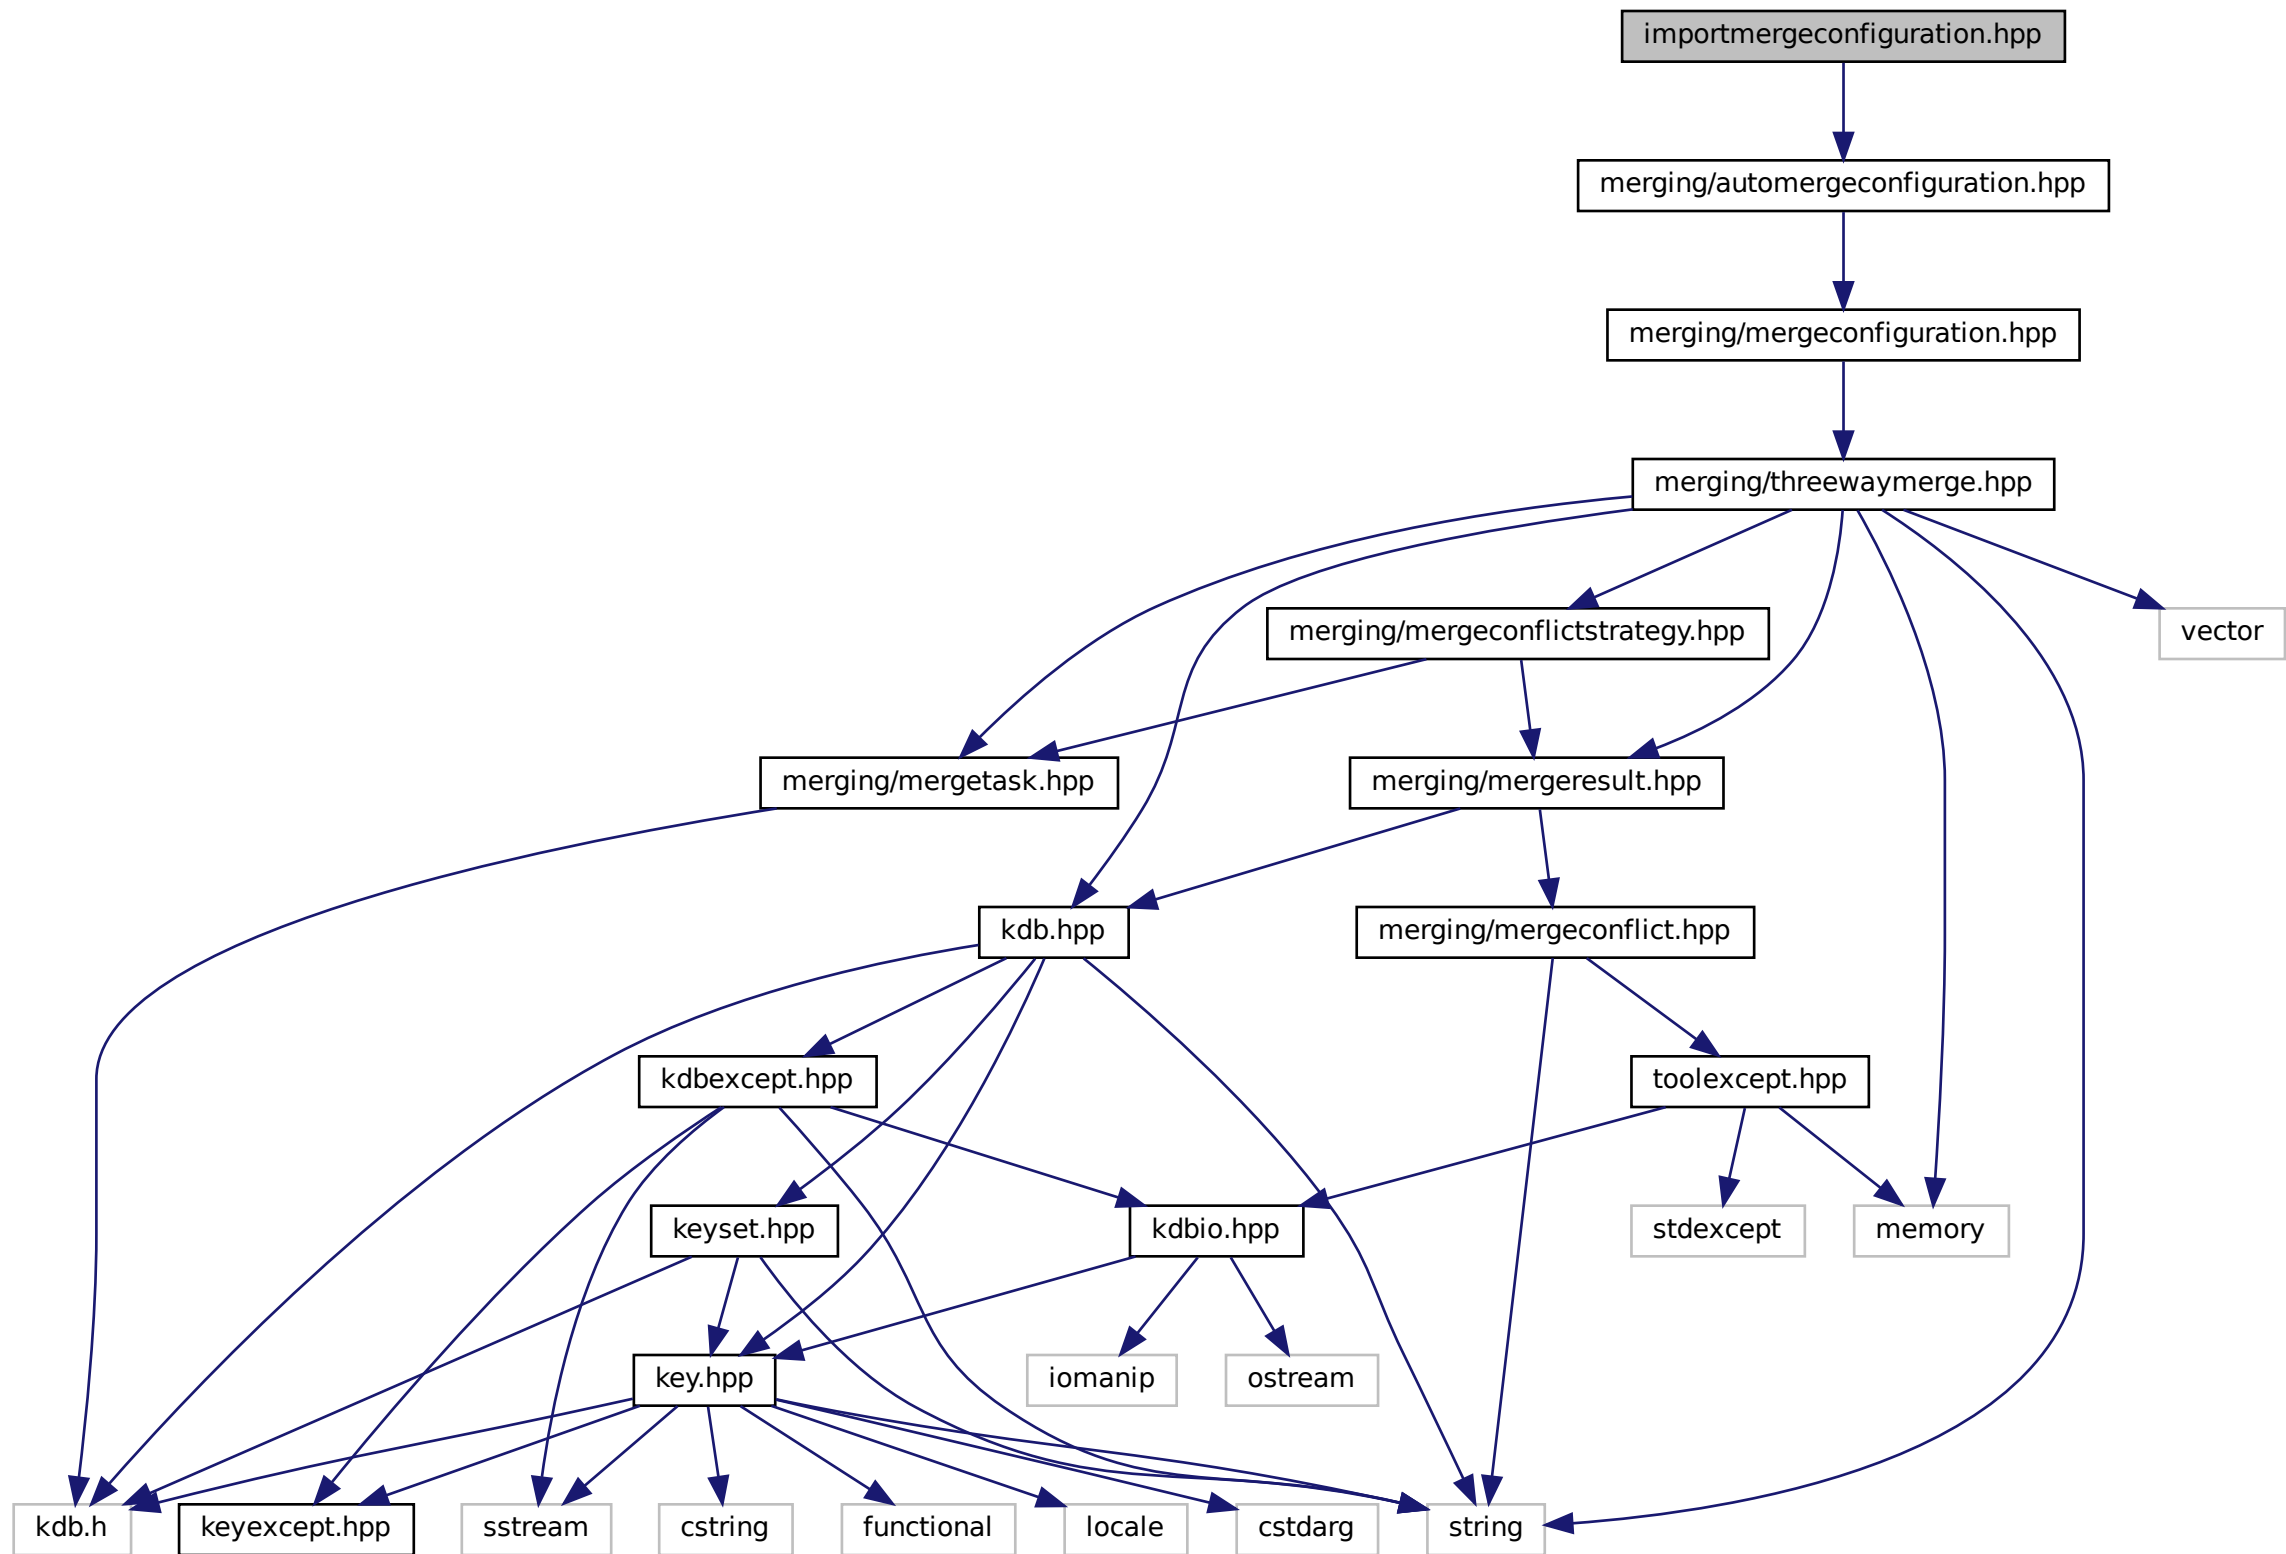 importmergeconfiguration.hpp
merging/automergeconfiguration.hpp
merging/mergeconfiguration.hpp
merging/threewaymerge.hpp
merging/mergeconflictstrategy.hpp
vector
merging/mergetask.hpp
merging/mergeresult.hpp
kdb.hpp
merging/mergeconflict.hpp
kdbexcept.hpp
toolexcept.hpp
keyset.hpp
kdbio.hpp
stdexcept
memory
key.hpp
iomanip
ostream
kdb.h
keyexcept.hpp
sstream
cstring
functional
locale
cstdarg
string